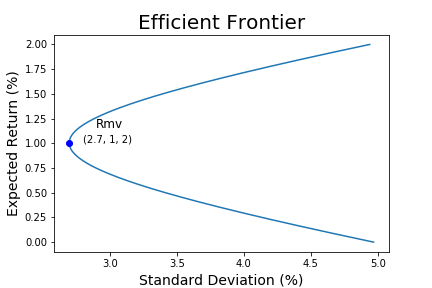 Efficient Frontier
Expected Return (%)
2.00
1.75
1.50
1.25
1.00
0.75
0.50
0.25
0.00
Rmv
(2.7, 1, 2)
3.0 3.5 4.0 4.5 5.0
Standard Deviation (%)